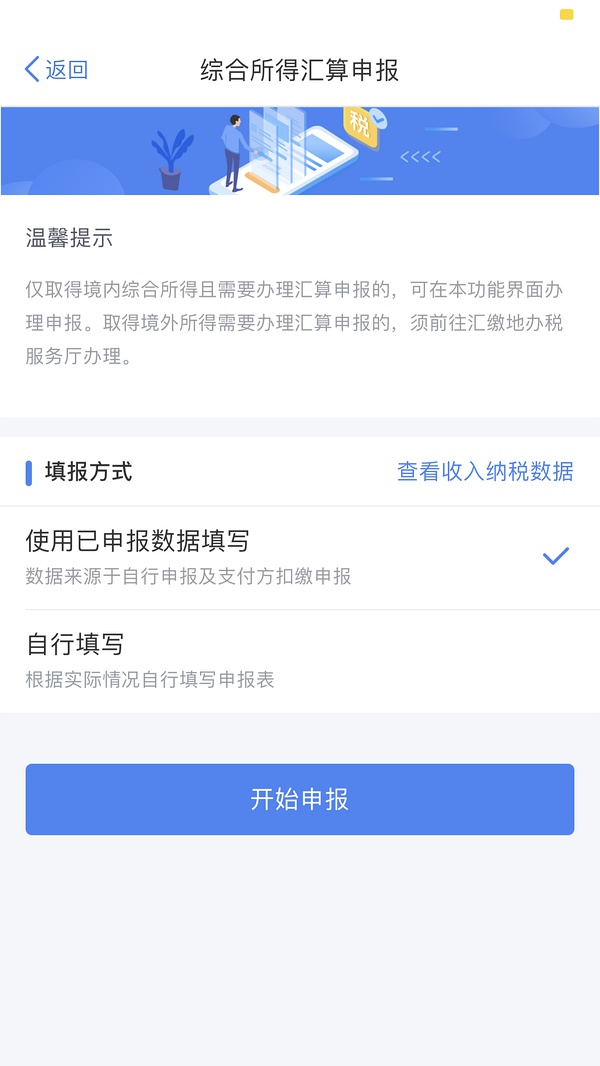 返回
综合所得汇算申报
税
温馨提示
仅取得境内综合所得且需要办理汇算申报的，可在本功能界面办
理申报。取得境外所得需要办理汇算申报的，须前往汇缴地办税
服务厅办理。
填报方式
查看收入纳税数据
使用已申报数据填写
数据来源于自行申报及支付方扣缴申报
自行填写
根据实际情况自行填写申报表
开始申报